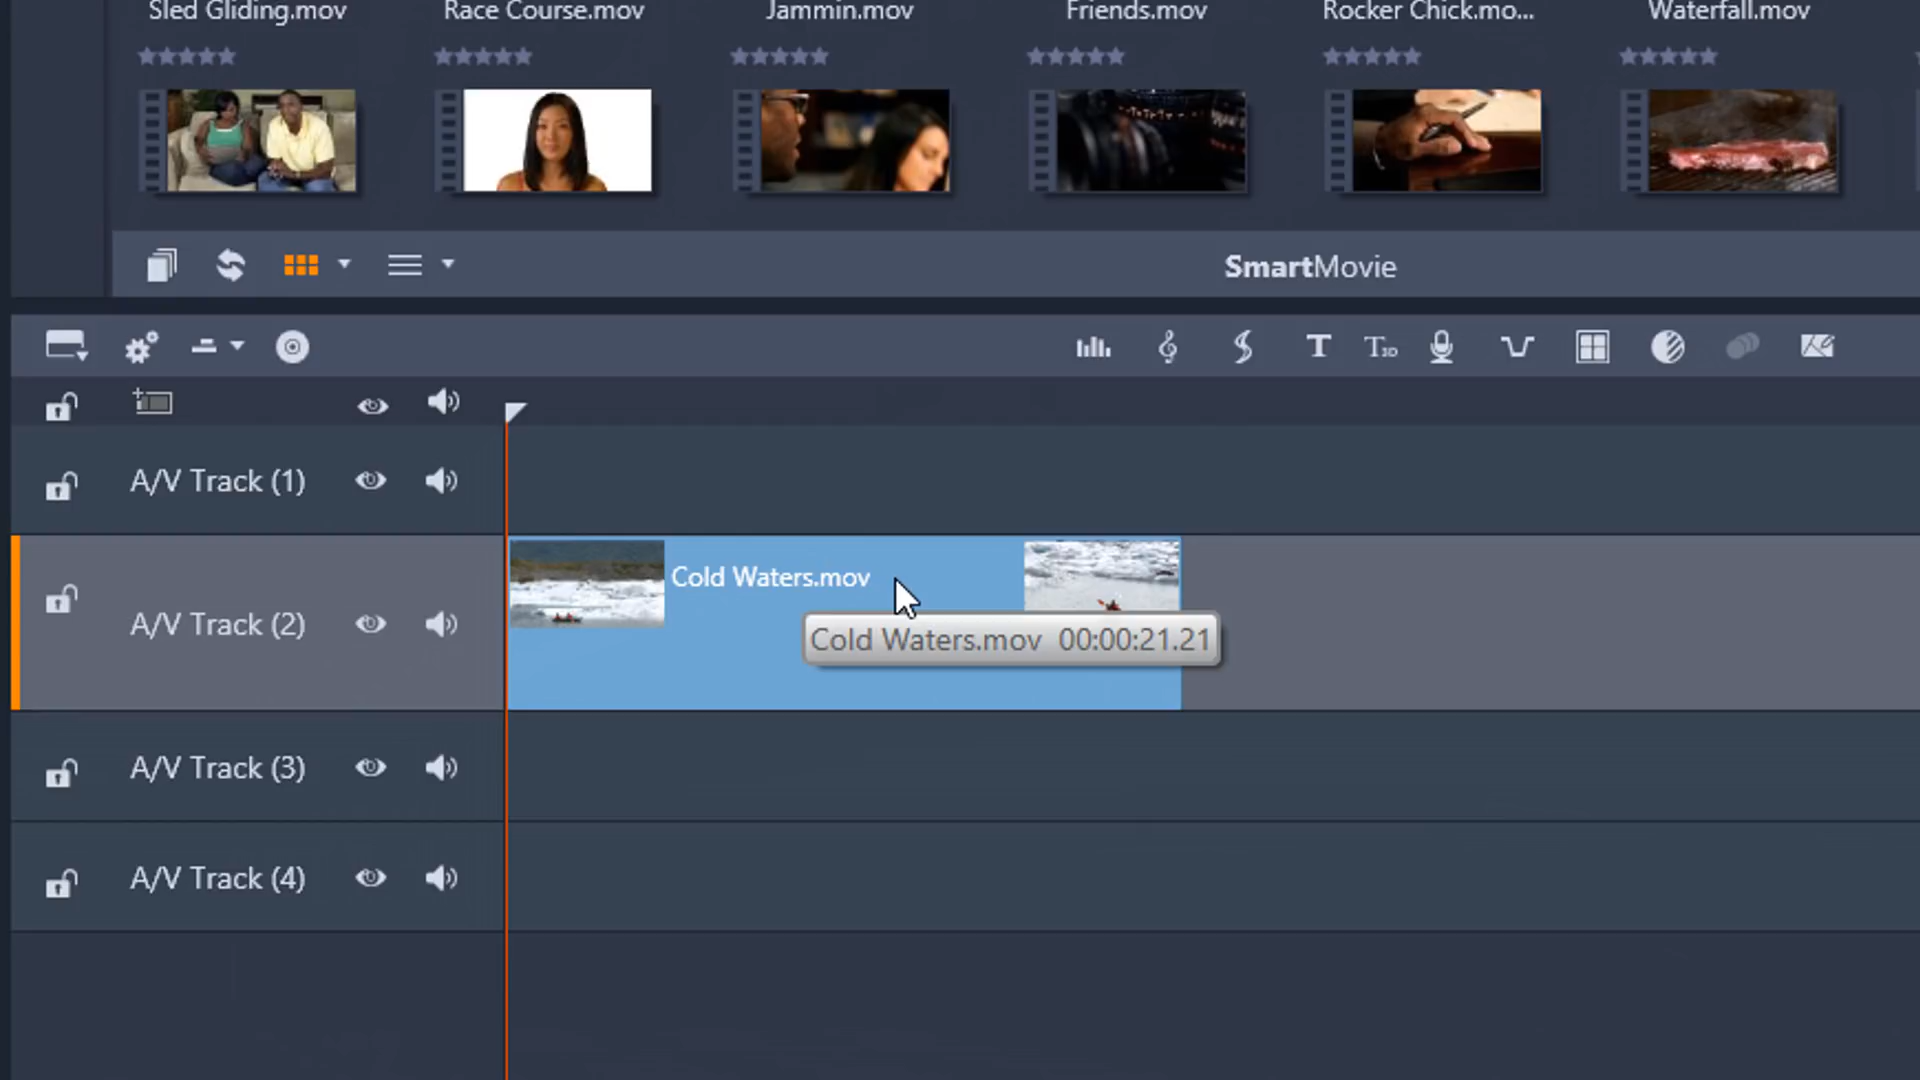 Sled Gliding.mov
Race Course.mov
Jammin.mov
Friends.mov
Rocker Chick.mo...
Waterfall.mov
SmartMovie
T
T3D
A/V Track (1)
A/V Track (2)
Cold Waters.mov
Cold Waters.mov 00:00:21.21
A/V Track (3)
A/V Track (4)